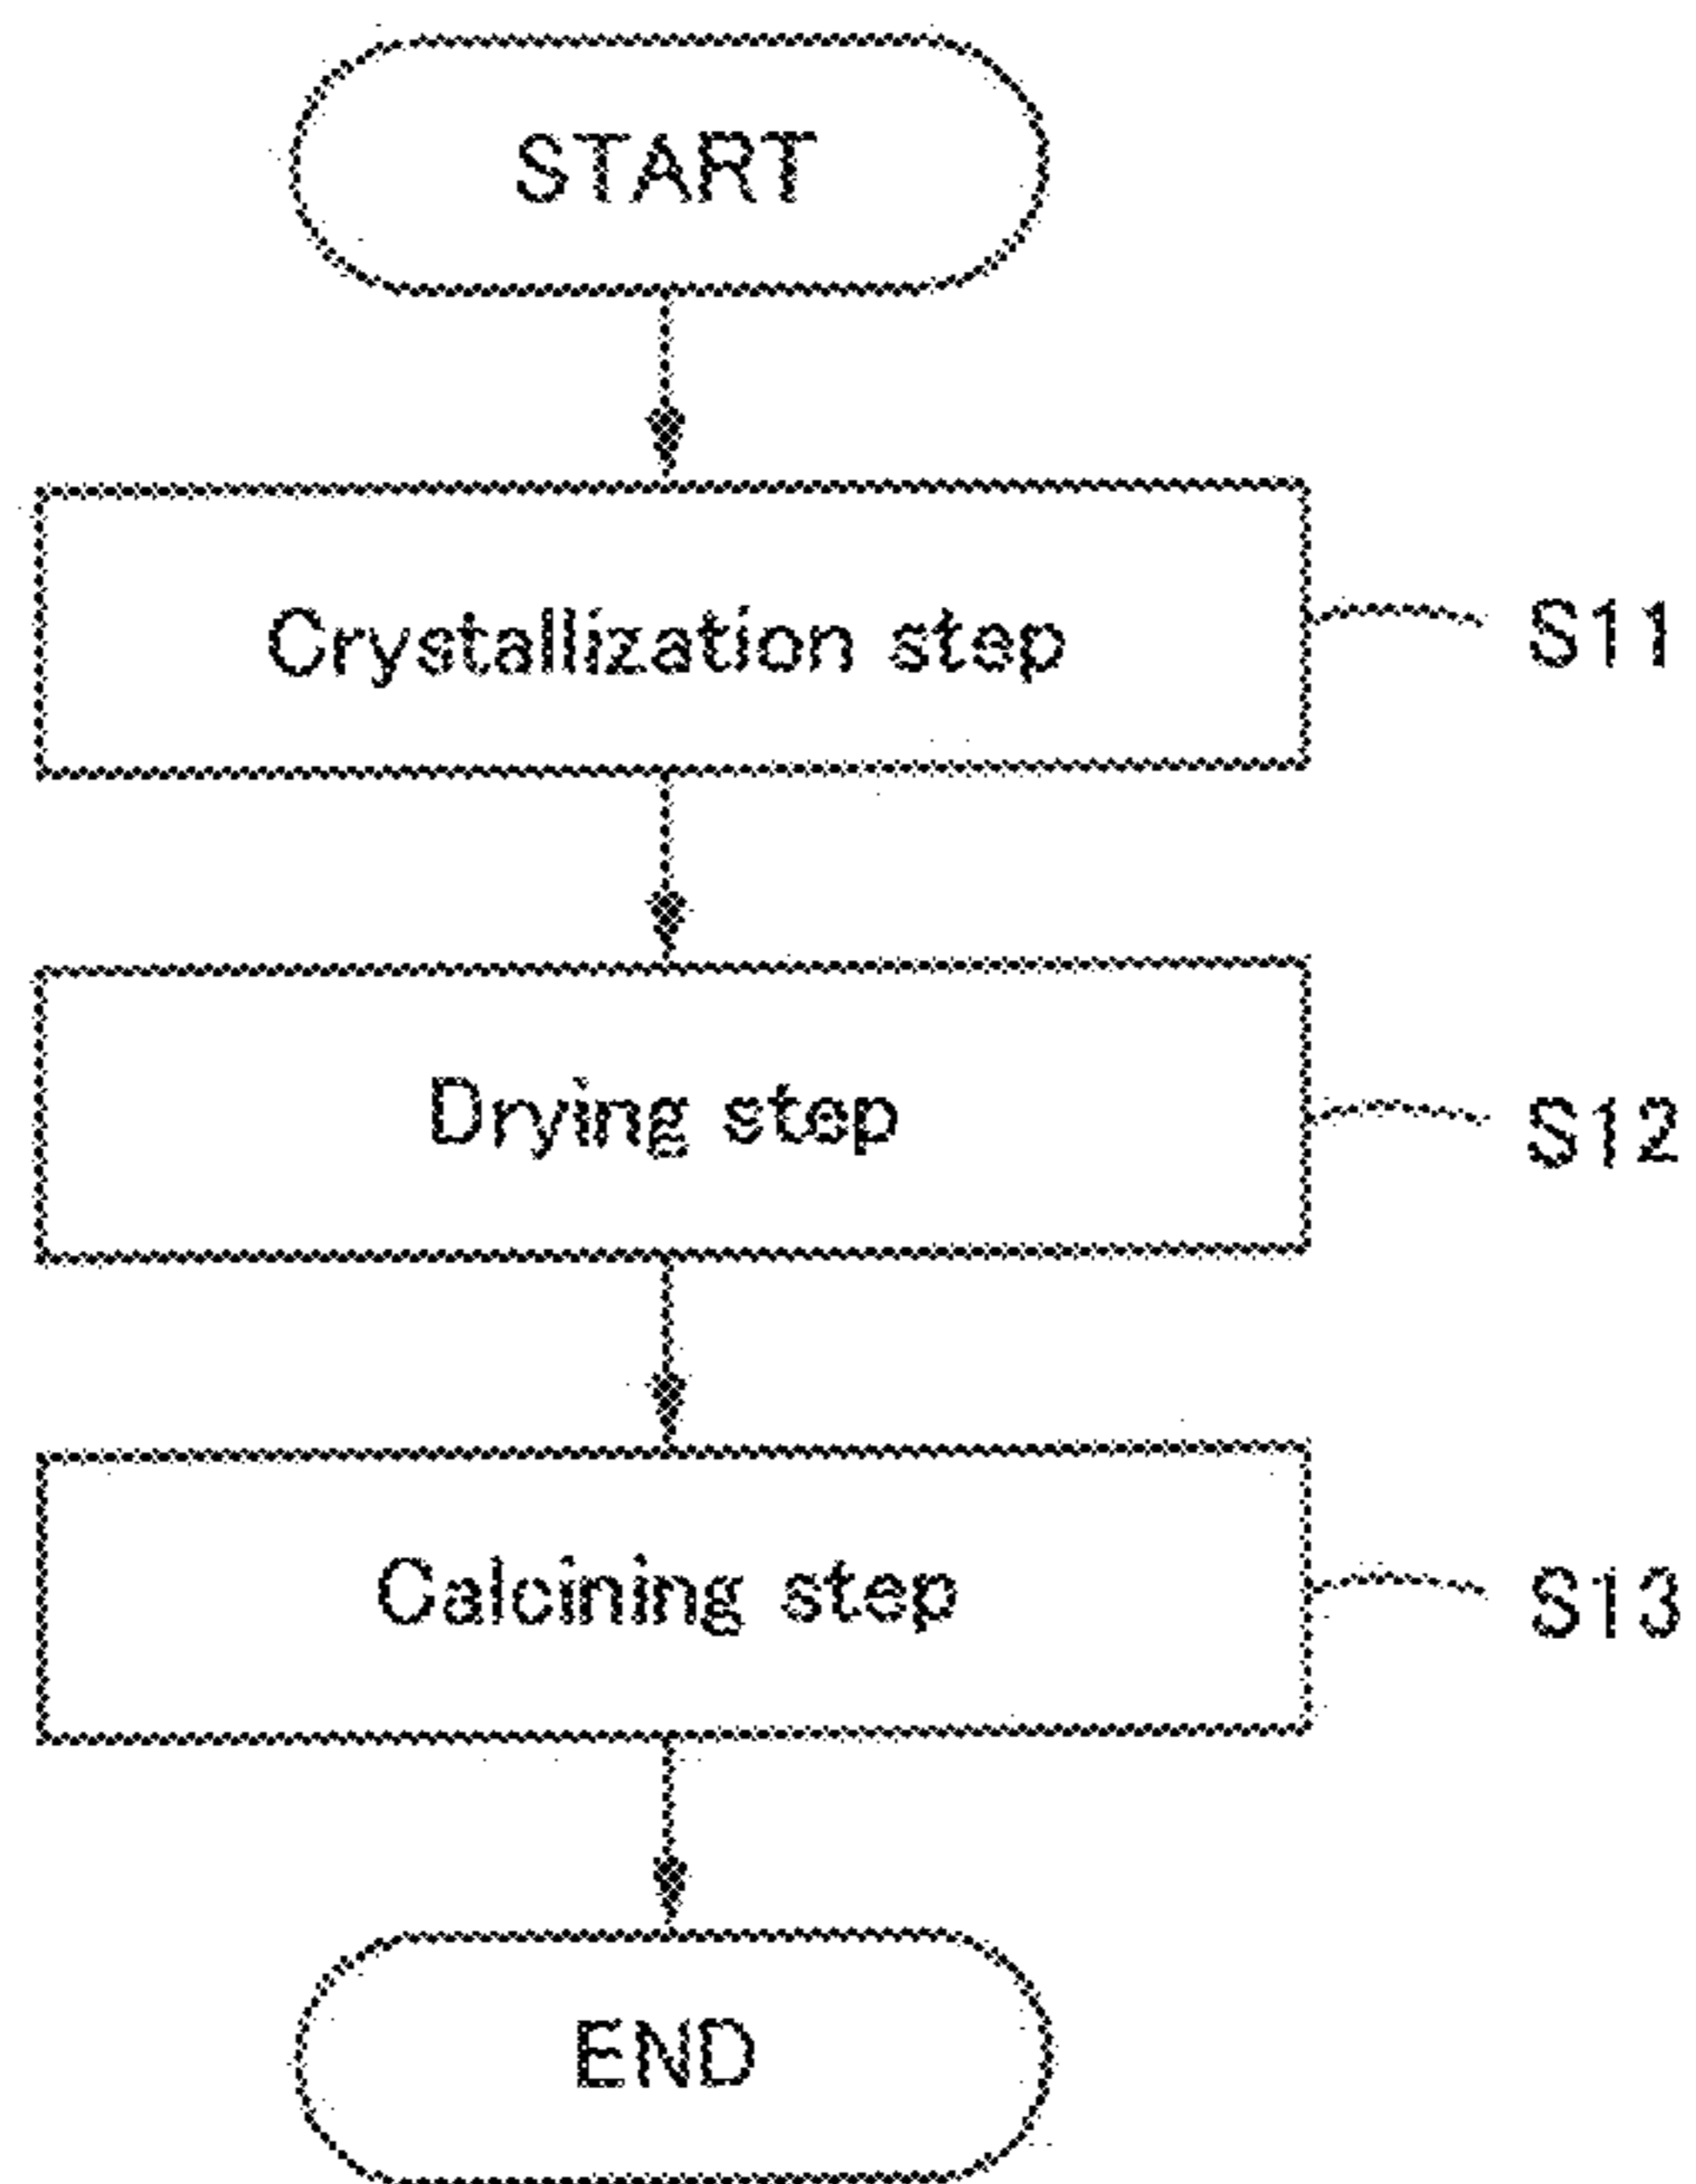 START
Crystallization step
S11
Drying step
S12
Calcining step
S13
END